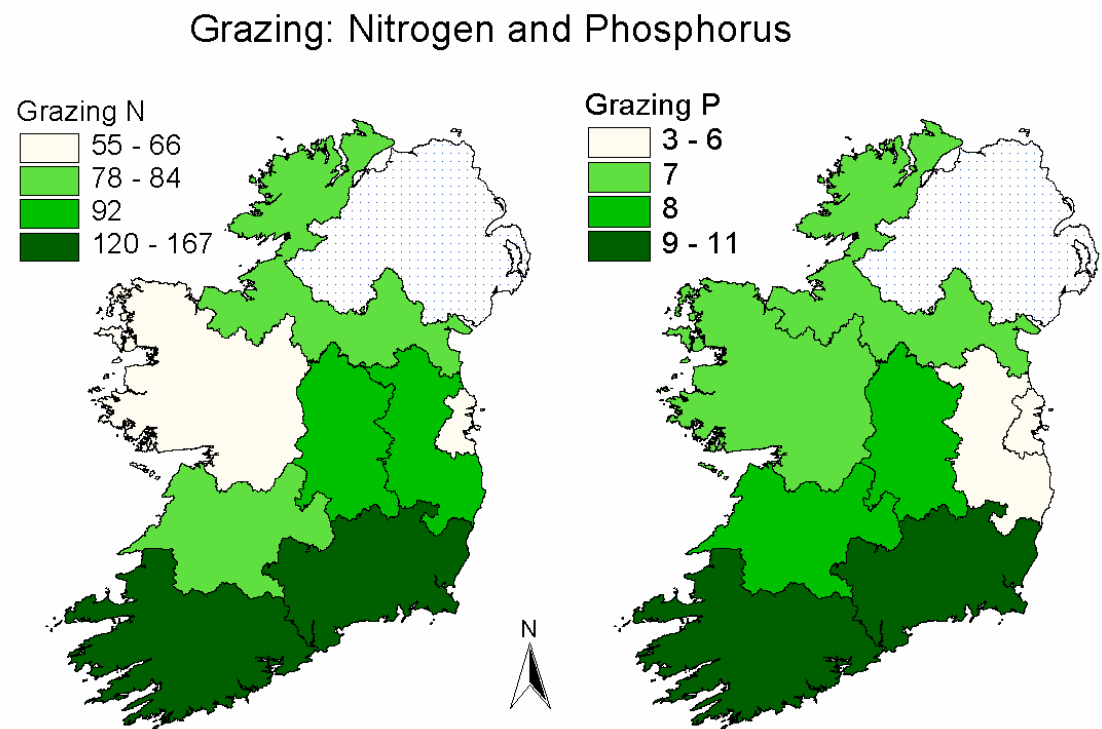 Grazing: Nitrogen and Phosphorus
Grazing N
55 - 66
78 - 84
92
120 - 167
Grazing P
3 - 6
7
8
9 - 11
N